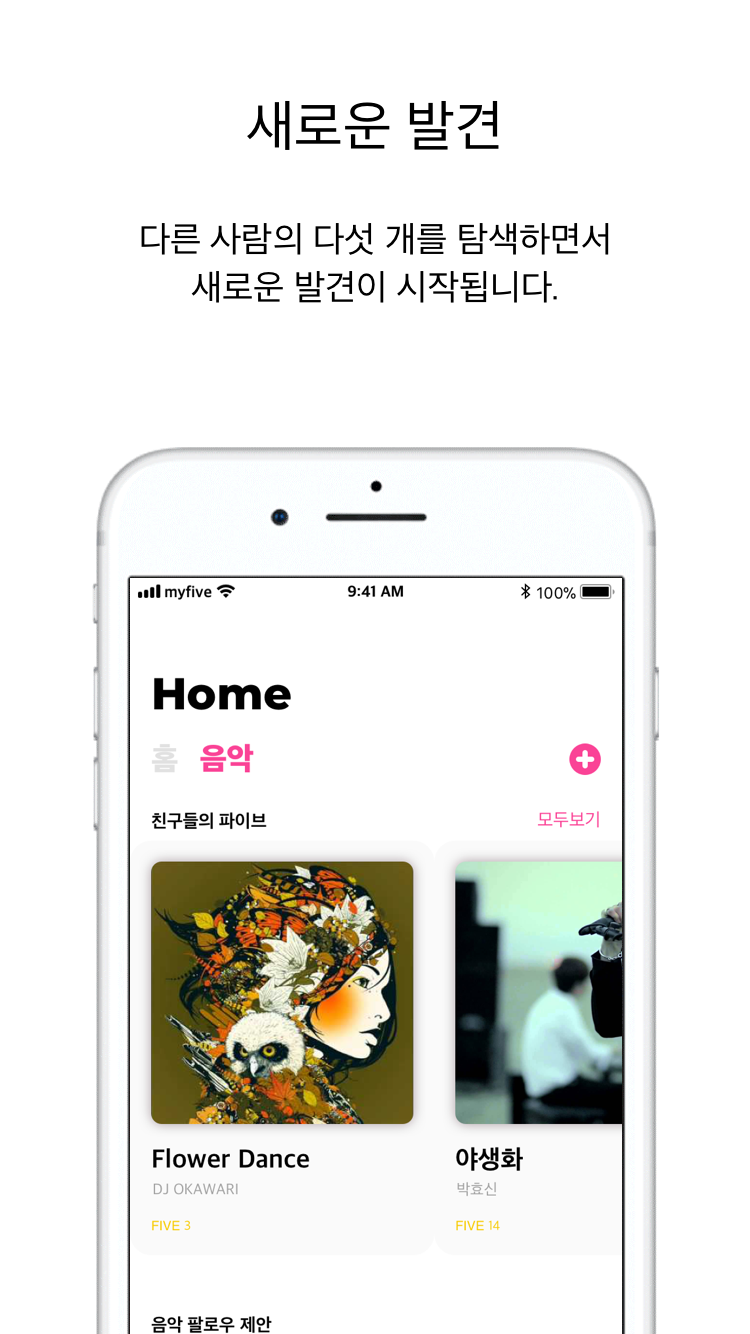 새로운 발견
다른 사람의 다섯 개를 탐색하면서
새로운 발견이 시작됩니다.
myfive 9:41 AM 100%
Home
홈 음악
친구들의 파이브 모두보기
Flower Dance 야생화
DJ OKAWARI 박효신
FIVE 3 FIVE 14
음악 팔로우 제안